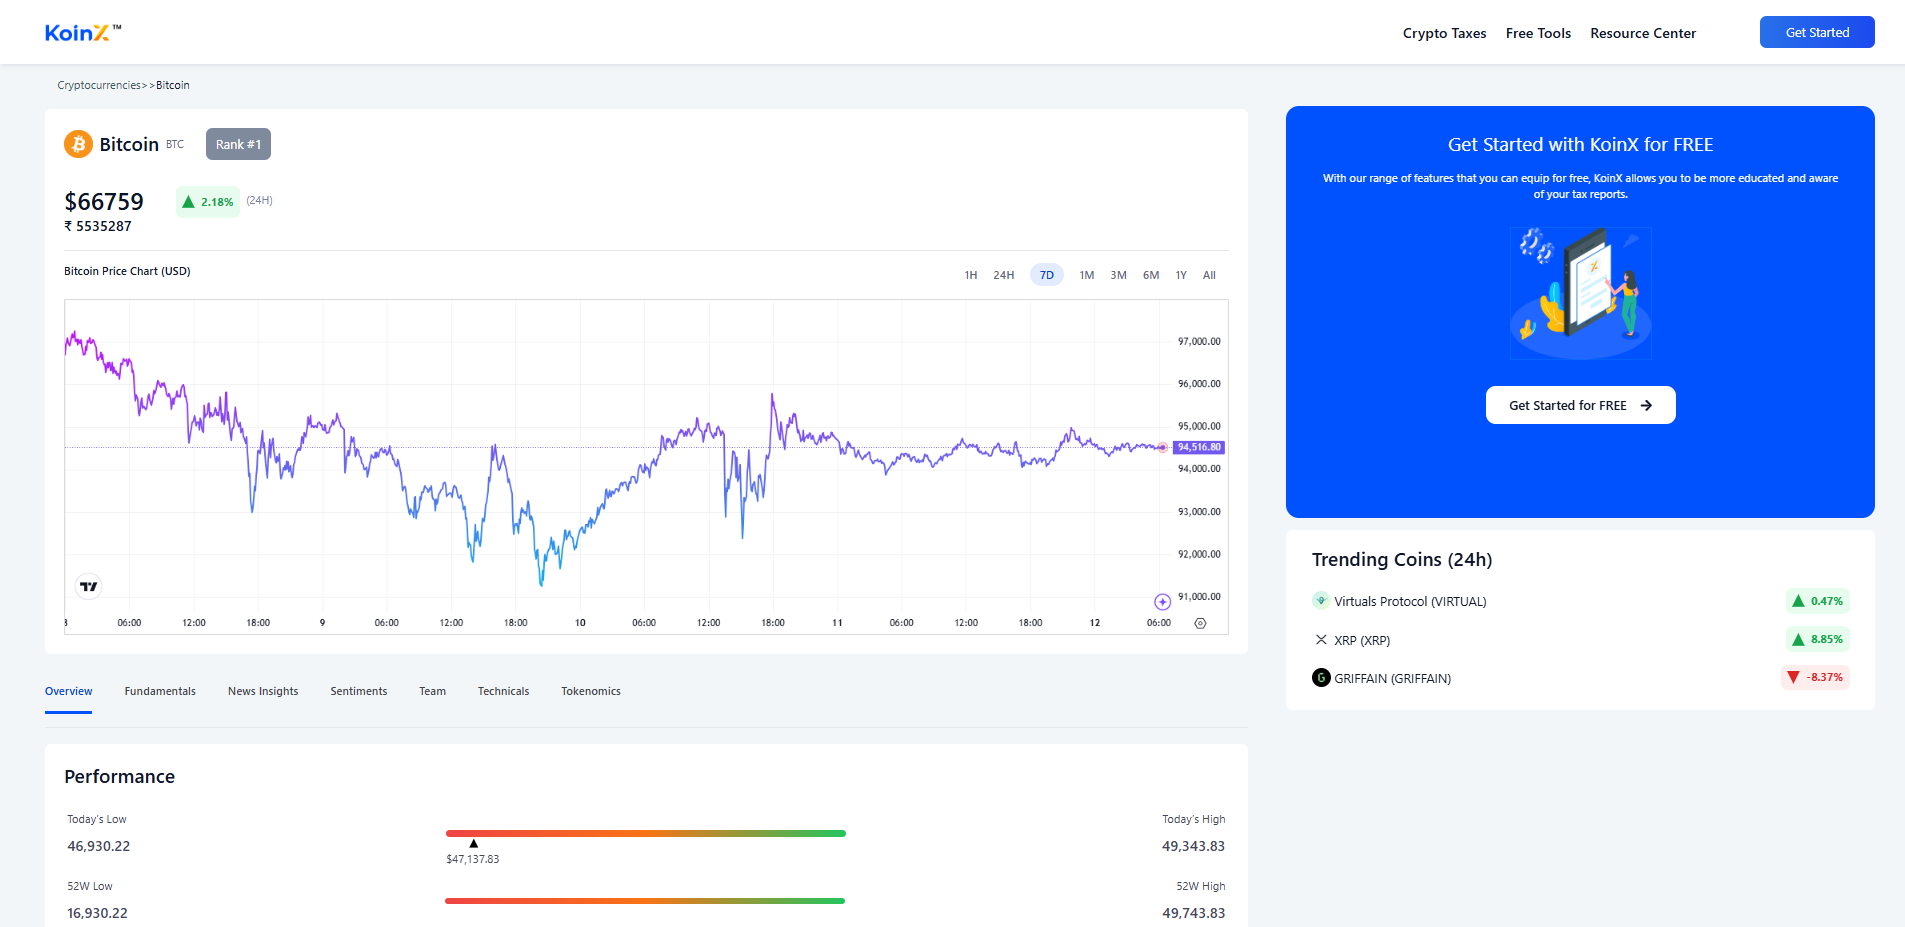 KoinX™
Crypto Taxes
Free Tools
Resource Center
Get Started
Cryptocurrencies>>Bitcoin
Bitcoin BTC
Rank #1
$66759
2.18%
(24H)
₹ 5535287
Bitcoin Price Chart (USD)
1H 24H 7D 1M 3M 6M 1Y All
97,000.00
96,000.00
95,000.00
94,516.80
94,000.00
93,000.00
92,000.00
91,000.00
06:00 12:00 18:00 9 06:00 12:00 18:00 10 06:00 12:00 18:00 11 06:00 12:00 18:00 12 06:00
Overview Fundamentals News Insights Sentiments Team Technicals Tokenomics
Performance
Today's Low
46,930.22
$47,137.83
Today's High
49,343.83
52W Low
16,930.22
52W High
49,743.83
Get Started with KoinX for FREE
With our range of features that you can equip for free, KoinX allows you to be more educated and aware
of your tax reports.
Get Started for FREE
Trending Coins (24h)
Virtuals Protocol (VIRTUAL)
0.47%
XRP (XRP)
8.85%
GRIFFAIN (GRIFFAIN)
-8.37%